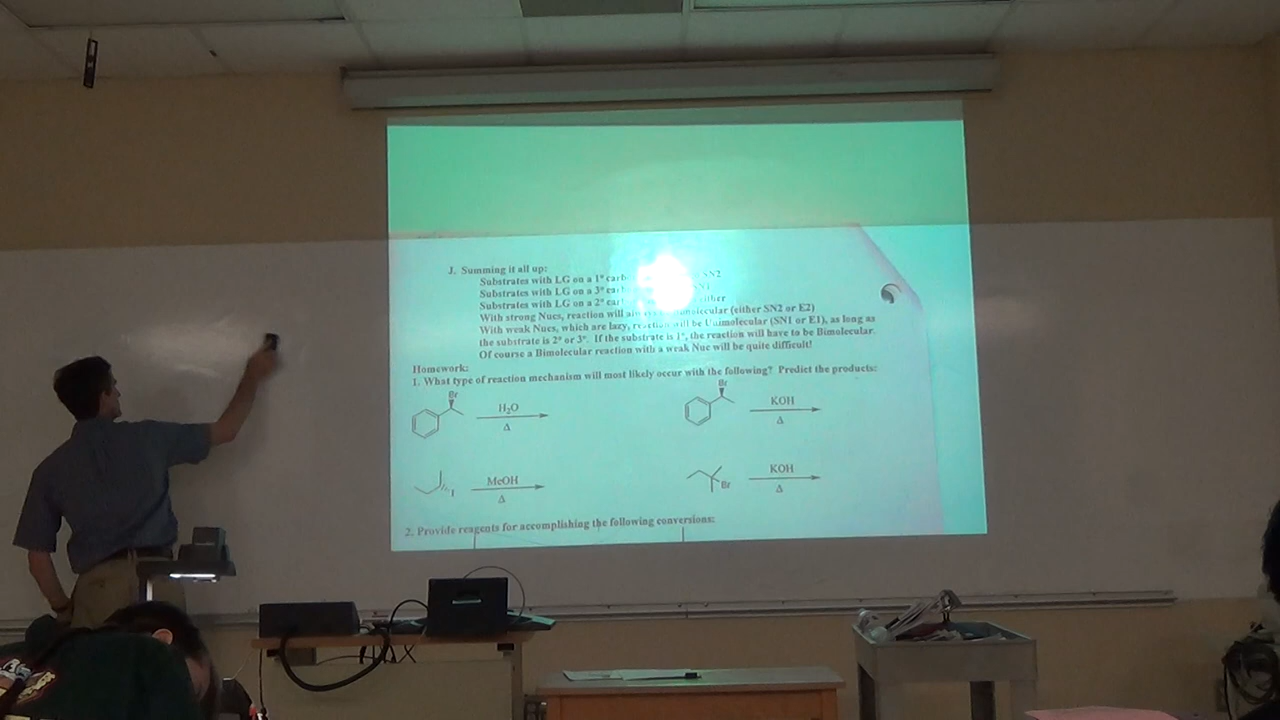 J. Summing it all up:
Substrates with LG on a 1° carb SN2
Substrates with LG on a 3° SN1
Substrates with LG on a 2° either
With strong Nucs, reaction will always bimolecular (either SN2 or E2)
With weak Nucs, which are lazy, reaction will be Unimolecular (SN1 or E1), as long as
the substrate is 2° or 3°. If the substrate is 1°, the reaction will have to be Bimolecular.
Of course a Bimolecular reaction with a weak Nuc will be quite difficult!
Homework:
1. What type of reaction mechanism will most likely occur with the following? Predict the products:
Br
H₂O
Δ
Br
KOH
Δ
I
MeOH
Δ
Br
KOH
Δ
2. Provide reagents for accomplishing the following conversions: